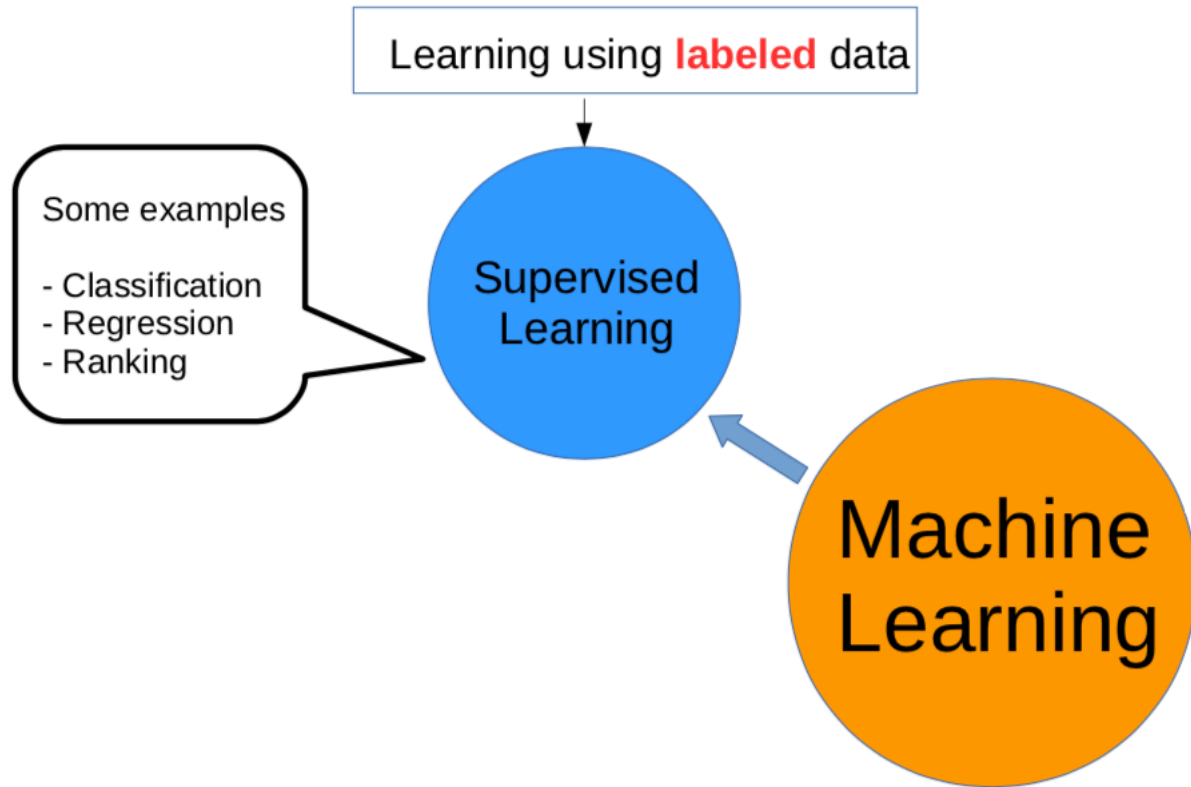 Learning using labeled data
Some examples
- Classification
- Regression
- Ranking
Supervised
Learning
Machine
Learning